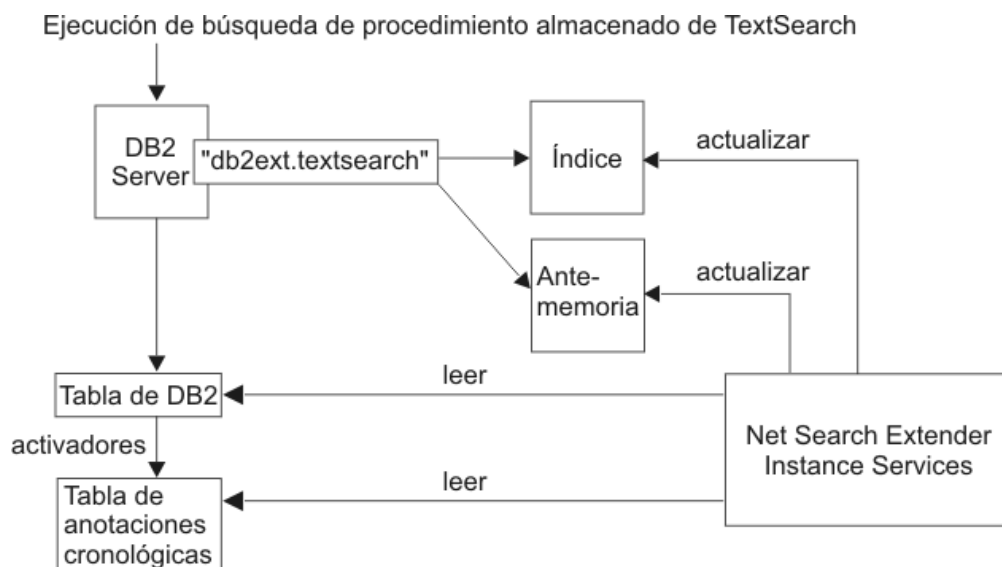 Ejecución de búsqueda de procedimiento almacenado de TextSearch
DB2
Server
"db2ext.textsearch"
Índice
actualizar
Ante-
memoria
actualizar
leer
Tabla de DB2
activadores
Net Search Extender
Instance Services
leer
Tabla de
anotaciones
cronológicas